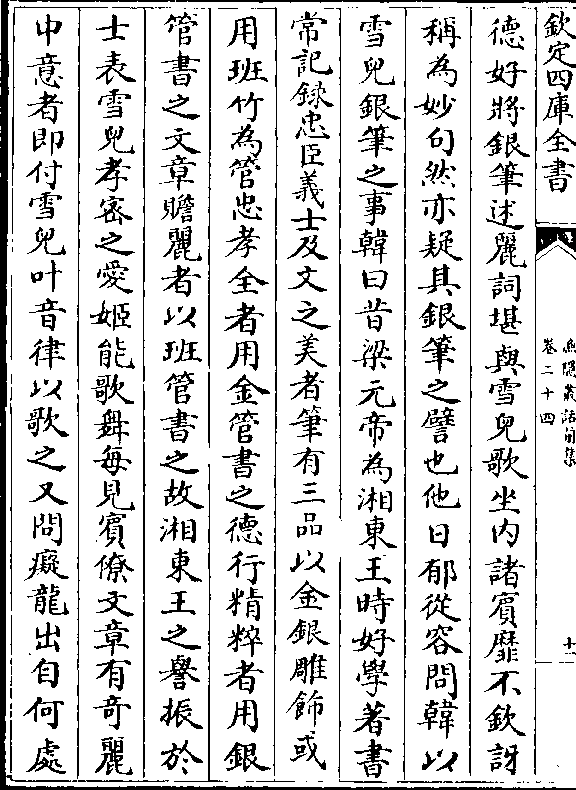 欽定四庫全書
漁隱叢話前集
卷二十四
十一
德好將銀筆述麗詞堪與雪兒歌坐内諸賓靡不欽訝
稱為妙句然亦疑其銀筆之譬也他日郁從容問韓以
雪兒銀筆之事韓曰昔梁元帝為湘東王時好學著書
常記録忠臣義士及文之美者筆有三品以金銀雕飾或
用班竹為管忠孝全者用金管書之德行精粹者用銀
管書之文章贍麗者以班管書之故湘東王之譽振於
士表雪兒孝密之愛姬能歌舞每見賓僚文章有奇麗
中意者即付雪兒叶音律以歌之又問癡龍出自何處